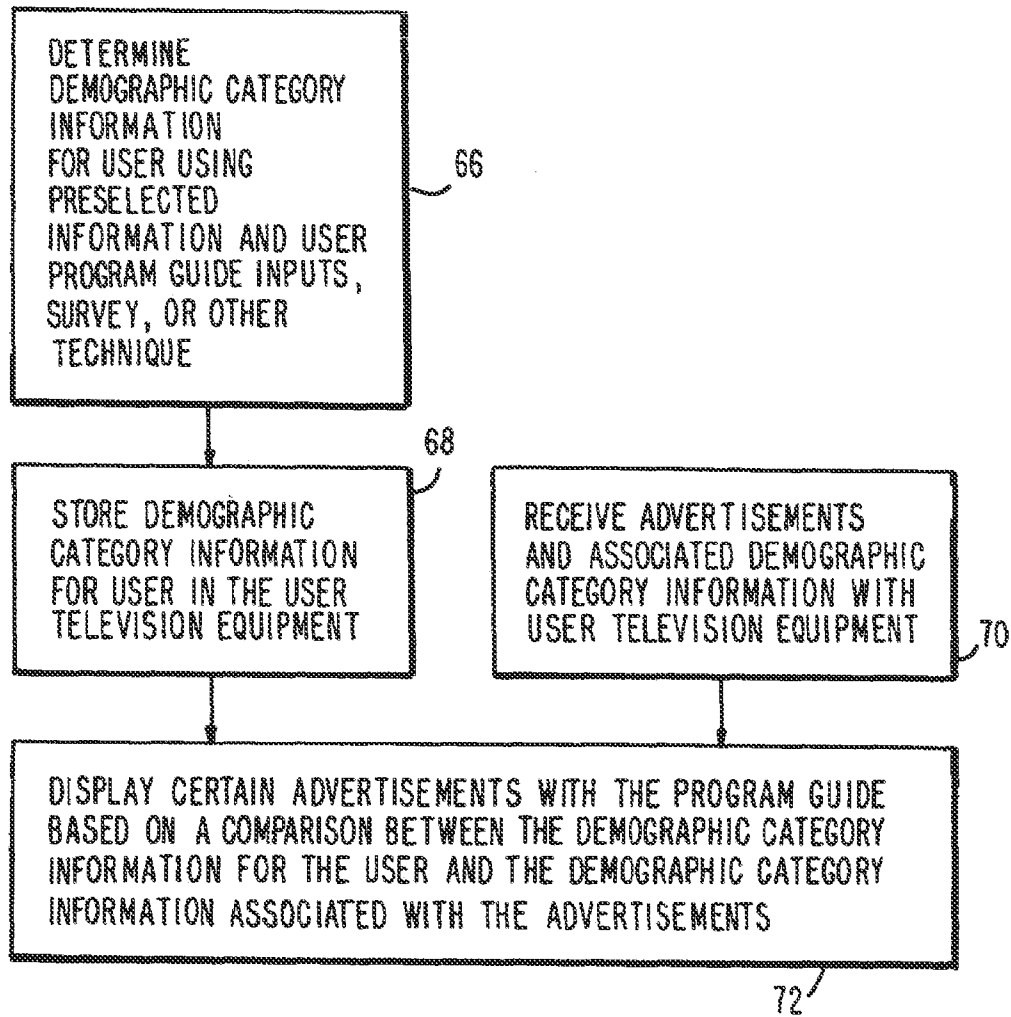 DETERMINE
DEMOGRAPHIC CATEGORY
INFORMATION
FOR USER USING
PRESELECTED
INFORMATION AND USER
PROGRAM GUIDE INPUTS,
SURVEY, OR OTHER
TECHNIQUE
66
68
STORE DEMOGRAPHIC
CATEGORY INFORMATION
FOR USER IN THE USER
TELEVISION EQUIPMENT
RECEIVE ADVERTISEMENTS
AND ASSOCIATED DEMOGRAPHIC
CATEGORY INFORMATION WITH
USER TELEVISION EQUIPMENT
70
DISPLAY CERTAIN ADVERTISEMENTS WITH THE PROGRAM GUIDE
BASED ON A COMPARISON BETWEEN THE DEMOGRAPHIC CATEGORY
INFORMATION FOR THE USER AND THE DEMOGRAPHIC CATEGORY
INFORMATION ASSOCIATED WITH THE ADVERTISEMENTS
72